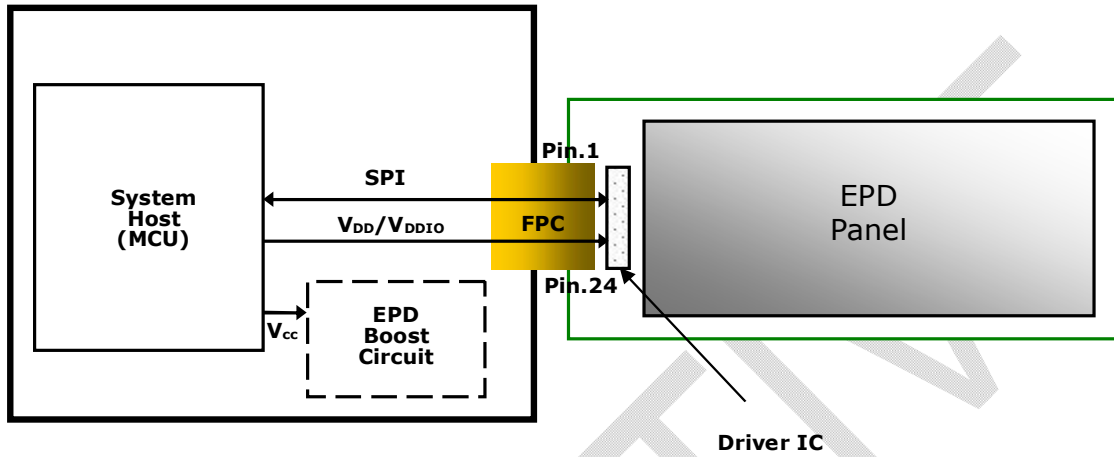 System
Host
(MCU)
SPI
VDD/VDDIO
VCC
EPD
Boost
Circuit
Pin.1
FPC
Pin.24
EPD
Panel
Driver IC